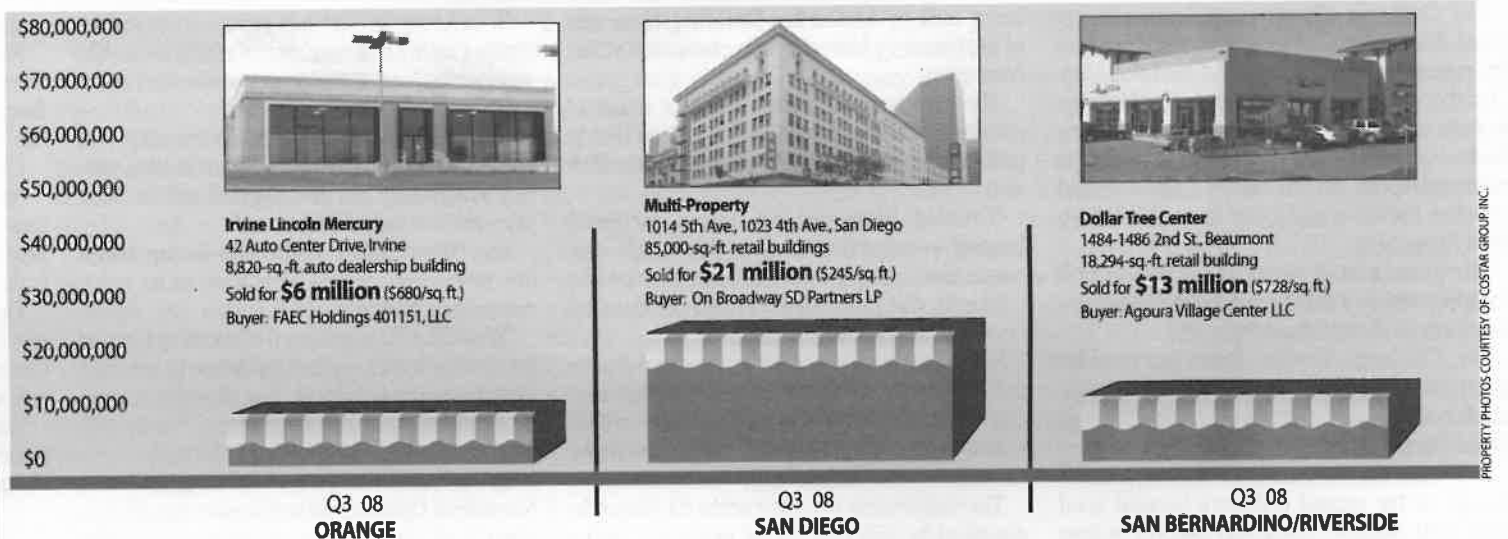 $80,000,000
$70,000,000
$60,000,000
$50,000,000
$40,000,000
$30,000,000
$20,000,000
$10,000,000
$0
Irvine Lincoln Mercury
42 Auto Center Drive, Irvine
8,820-sq.-ft. auto dealership building
Sold for $6 million ($680/sq. ft.)
Buyer: FAEC Holdings 401151, LLC
Multi-Property
1014 5th Ave., 1023 4th Ave., San Diego
85,000-sq.-ft. retail buildings
Sold for $21 million ($245/sq. ft.)
Buyer: On Broadway SD Partners LP
Dollar Tree Center
1484-1486 2nd St., Beaumont
18,294-sq.-ft. retail building
Sold for $13 million ($728/sq. ft.)
Buyer: Agoura Village Center LLC
Q3 08
ORANGE
Q3 08
SAN DIEGO
Q3 08
SAN BERNARDINO/RIVERSIDE
PROPERTY PHOTOS COURTESY OF COSTAR GROUP INC.